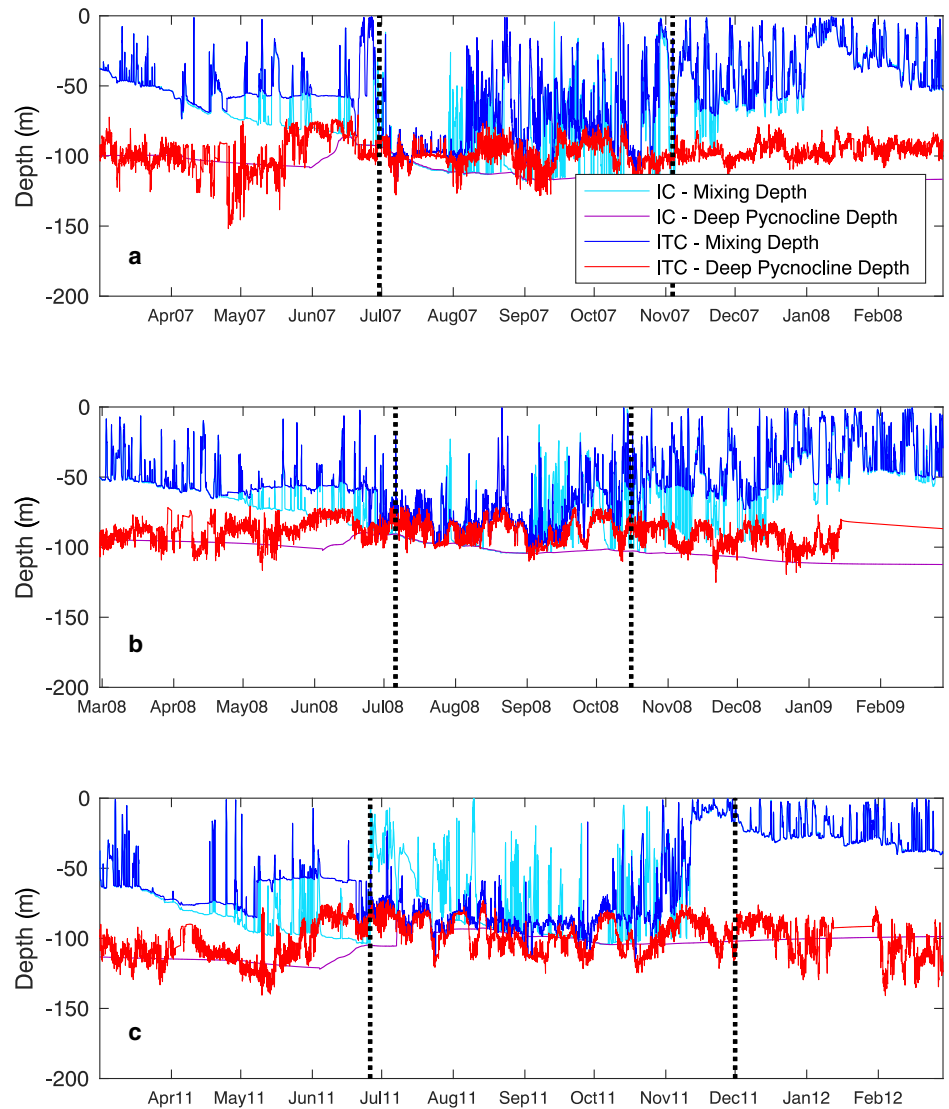 0
-50
-100
-150
-200
Depth (m)
a
IC - Mixing Depth
IC - Deep Pycnocline Depth
ITC - Mixing Depth
ITC - Deep Pycnocline Depth
Apr07 May07 Jun07 Jul07 Aug07 Sep07 Oct07 Nov07 Dec07 Jan08 Feb08
0
-50
-100
-150
-200
Depth (m)
b
Mar08 Apr08 May08 Jun08 Jul08 Aug08 Sep08 Oct08 Nov08 Dec08 Jan09 Feb09
0
-50
-100
-150
-200
Depth (m)
c
Apr11 May11 Jun11 Jul11 Aug11 Sep11 Oct11 Nov11 Dec11 Jan12 Feb12